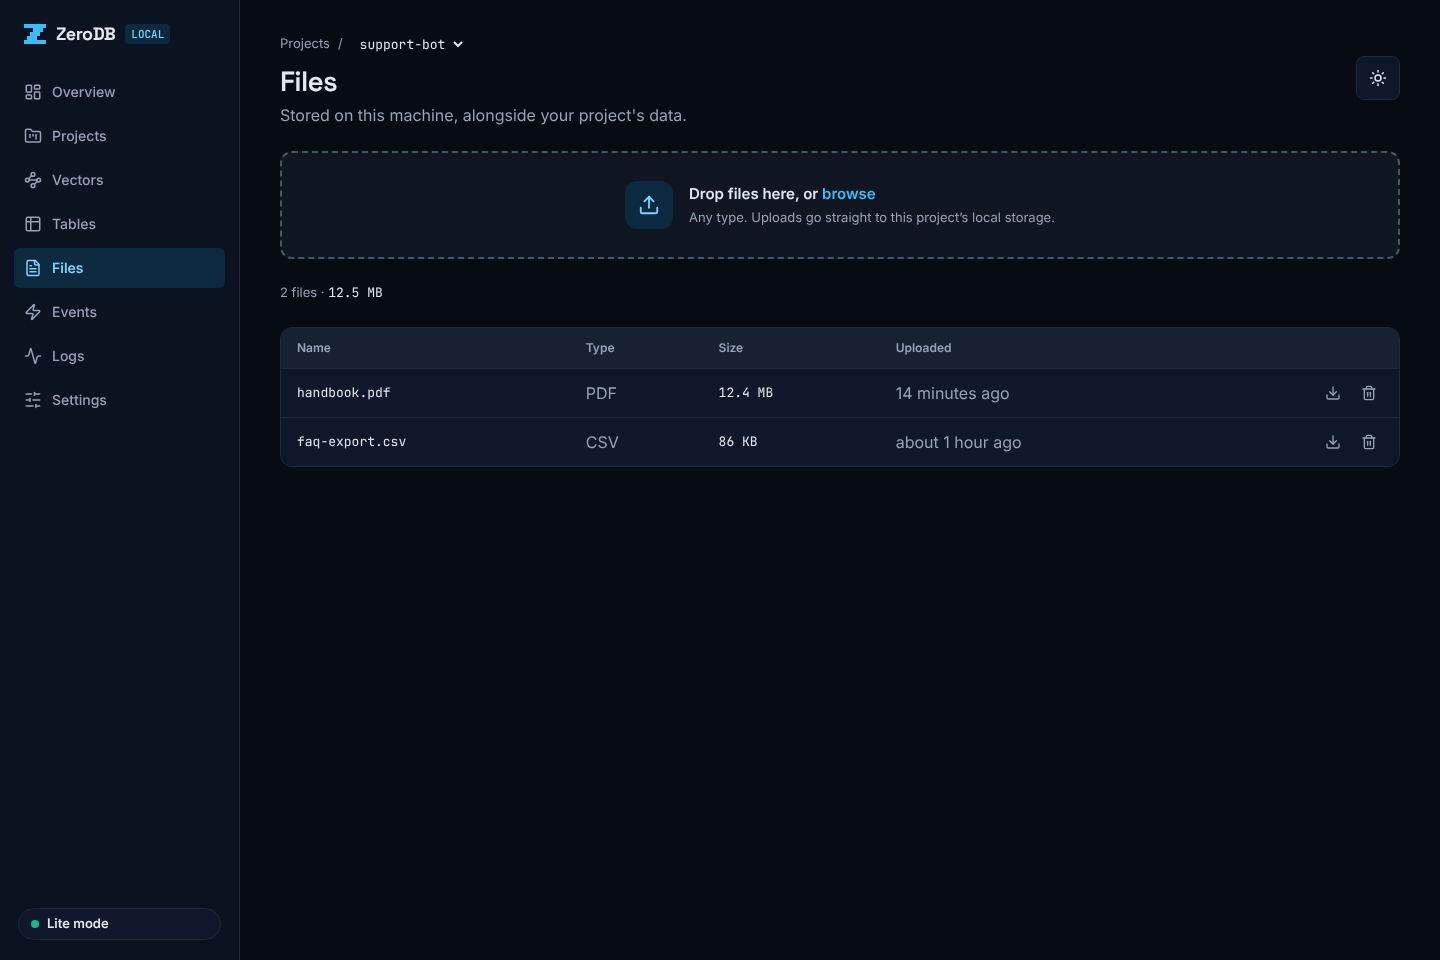 ZeroDB LOCAL
Overview
Projects
Vectors
Tables
Files
Events
Logs
Settings
Lite mode
Projects / support-bot
Files
Stored on this machine, alongside your project's data.
Drop files here, or browse
Any type. Uploads go straight to this project’s local storage.
2 files · 12.5 MB
Name Type Size Uploaded
handbook.pdf PDF 12.4 MB 14 minutes ago
faq-export.csv CSV 86 KB about 1 hour ago